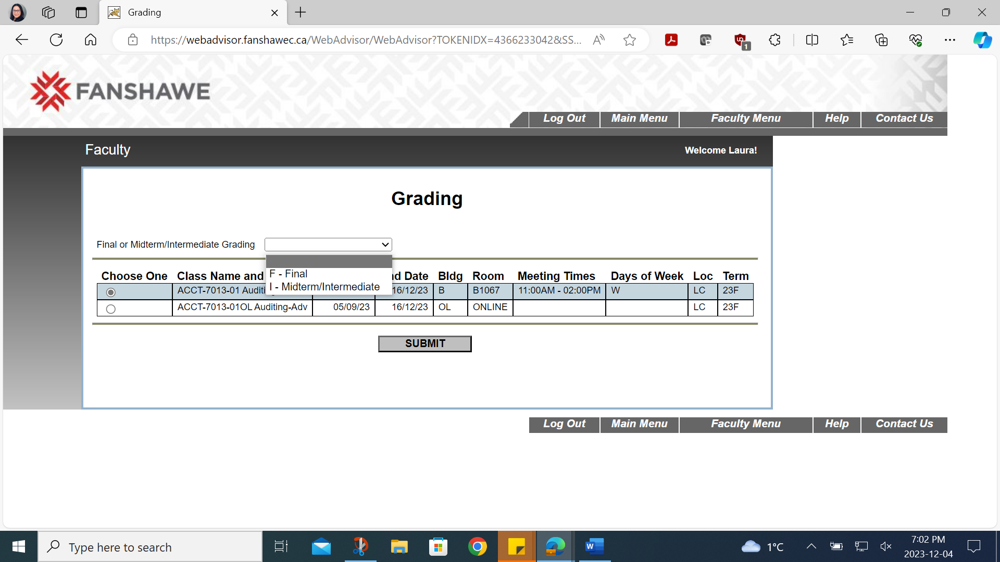 Grading
https://webadvisor.fanshawec.ca/WebAdvisor/WebAdvisor?TOKENIDX=4366233042&SS...
1
FANSHAWE
Log Out Main Menu Faculty Menu Help Contact Us
Faculty Welcome Laura!
Grading
Final or Midterm/Intermediate Grading
F - Final
I - Midterm/Intermediate
Choose One Class Name and d Date Bldg Room Meeting Times Days of Week Loc Term
ACCT-7013-01 Auditi 16/12/23 B B1067 11:00AM - 02:00PM W LC 23F
ACCT-7013-01OL Auditing-Adv 05/09/23 16/12/23 OL ONLINE LC 23F
SUBMIT
Log Out Main Menu Faculty Menu Help Contact Us
Type here to search
1°C
7:02 PM
2023-12-04